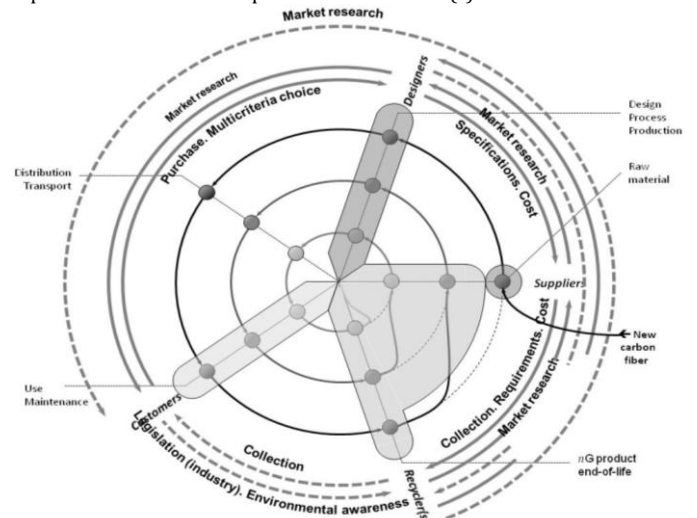 Market research
Designers
Market research
Purchase. Multicriteria choice
Market research
Specifications. Cost
Design
Process
Production
Distribution
Transport
Raw
material
Suppliers
New
carbon
fiber
Collection. Requirements. Cost
Market research
Use
Maintenance
Customers
Collection
Legislation (industry). Environmental awareness
nG product
end-of-life
Recycler(s)